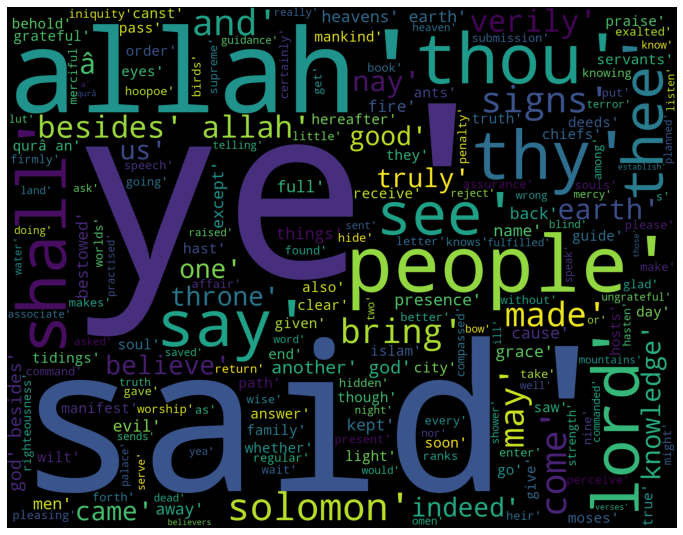 iniquity'
canst'
behold'
pass'
grateful'
and'
heavens'
earth'
verily'
praise'
exalted'
really'
submission'
know'
merciful'
â
order'
eyes'
mankind'
guidance'
heaven'
book'
servants'
birds'
supreme'
certainly'
get'
knowing
allah'
thou'
hoopoe'
nay'
ants'
put'
listen'
lut'
fire'
signs'
terror'
thee'
besides'
allah'
hereafter'
truth'
chiefs'
deeds'
planned'
little'
good'
penalty'
qurâ an'
us'
telling'
they'
thy'
among'
establish'
firmly'
speech'
truly'
assurance'
souls'
land'
ask'
going'
except'
full'
receive'
reject'
wrong
mercy'
s'
shall'
ye'
see'
back'
earth'
doing'
raised'
sent'
hide'
name'
please'
water'
worlds'
hast'
things'
letter'
knows'
fulfilled'
blind'
those'
bestowed'
practised'
one'
found'
people'
guide'
speak'
make'
affair'
also'
clear'
presence'
without'
glad'
associate'
makes'
throne'
say'
given'
two'
better'
or'
ungrateful'
made'
hosts'
hasten'
day'
asked'
soul'
saved'
word'
end'
islam'
bring'
bow'
ill'
cause'
mountains'
tidings'
believe'
another'
god'
city'
compassed'
grace'
command'
return'
path'
hidden'
said'
take'
lord'
knowledge'
god'
besides'
righteousness'
truth
gave'
wise'
though'
may'
well'
saw'
manifest'
worship'
as'
answer'
night'
kept'
every'
shower'
strength'
nine'
commanded'
evil'
sends'
family'
present'
nor'
soon'
come'
perceive'
wilt'
palace'
serve'
yea'
whether'
regular'
light'
ranks
enter'
go'
give'
true'
might'
men'
wait'
would'
forth'
dead'
indeed'
pleasing'
came'
away'
believers
solomon'
omen'
heir'
moses'
verses'